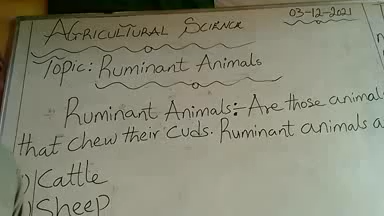 AGRICULTURAL SCIENCE
03-12-2021
Topic: Ruminant Animals
Ruminant Animals:- Are those animal
that chew their cuds. Ruminant animals a
) Cattle
) Sheep